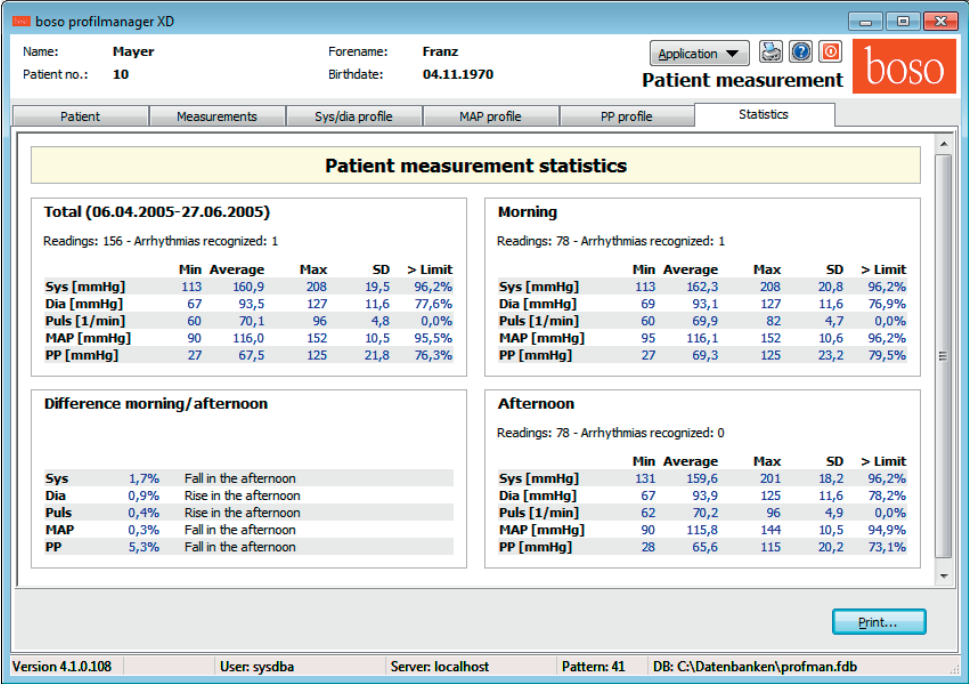 boso profilmanager XD
Name: Mayer Forename: Franz Application
Patient no.: 10 Birthdate: 04.11.1970 Patient measurement
boso
Patient Measurements Sys/dia profile MAP profile PP profile Statistics
Patient measurement statistics
Total (06.04.2005-27.06.2005)
Readings: 156 - Arrhythmias recognized: 1
Min Average Max SD > Limit
Sys [mmHg] 113 160,9 208 19,5 96,2%
Dia [mmHg] 67 93,5 127 11,6 77,6%
Puls [1/min] 60 70,1 96 4,8 0,0%
MAP [mmHg] 90 116,0 152 10,5 95,5%
PP [mmHg] 27 67,5 125 21,8 76,3%
Morning
Readings: 78 - Arrhythmias recognized: 1
Min Average Max SD > Limit
Sys [mmHg] 113 162,3 208 20,8 96,2%
Dia [mmHg] 69 93,1 127 11,6 76,9%
Puls [1/min] 60 69,9 82 4,7 0,0%
MAP [mmHg] 95 116,1 152 10,6 96,2%
PP [mmHg] 27 69,3 125 23,2 79,5%
Difference morning/afternoon
Sys 1,7% Fall in the afternoon
Dia 0,9% Rise in the afternoon
Puls 0,4% Rise in the afternoon
MAP 0,3% Fall in the afternoon
PP 5,3% Fall in the afternoon
Afternoon
Readings: 78 - Arrhythmias recognized: 0
Min Average Max SD > Limit
Sys [mmHg] 131 159,6 201 18,2 96,2%
Dia [mmHg] 67 93,9 125 11,6 78,2%
Puls [1/min] 62 70,2 96 4,9 0,0%
MAP [mmHg] 90 115,8 144 10,5 94,9%
PP [mmHg] 28 65,6 115 20,2 73,1%
Print...
Version 4.1.0.108 User: sysdba Server: localhost Pattern: 41 DB: C:\Datenbanken\profman.fdb